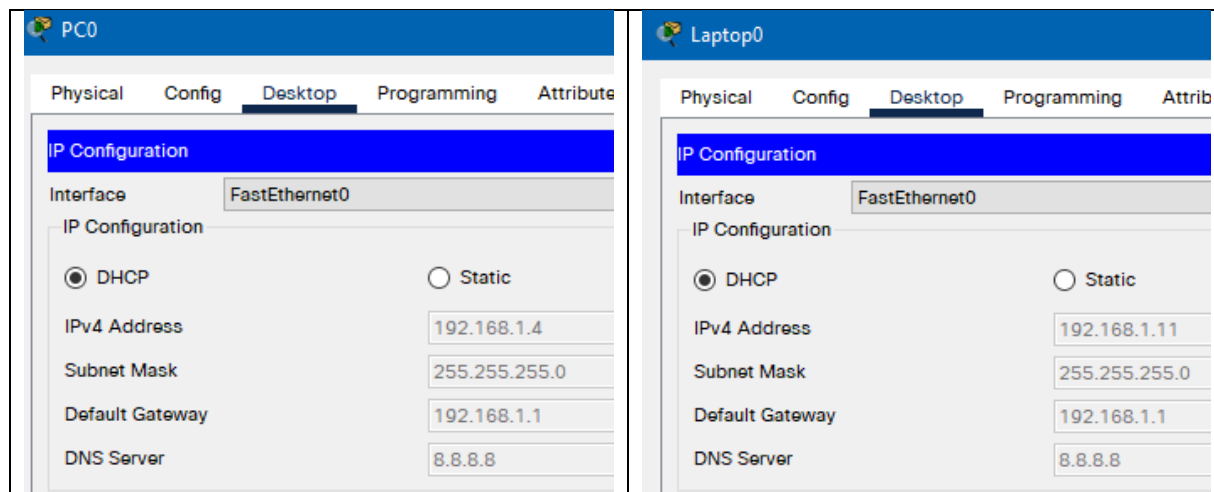 PC0
Physical Config Desktop Programming Attribute
IP Configuration
Interface FastEthernet0
IP Configuration
DHCP Static
IPv4 Address 192.168.1.4
Subnet Mask 255.255.255.0
Default Gateway 192.168.1.1
DNS Server 8.8.8.8
Laptop0
Physical Config Desktop Programming Attrib
IP Configuration
Interface FastEthernet0
IP Configuration
DHCP Static
IPv4 Address 192.168.1.11
Subnet Mask 255.255.255.0
Default Gateway 192.168.1.1
DNS Server 8.8.8.8